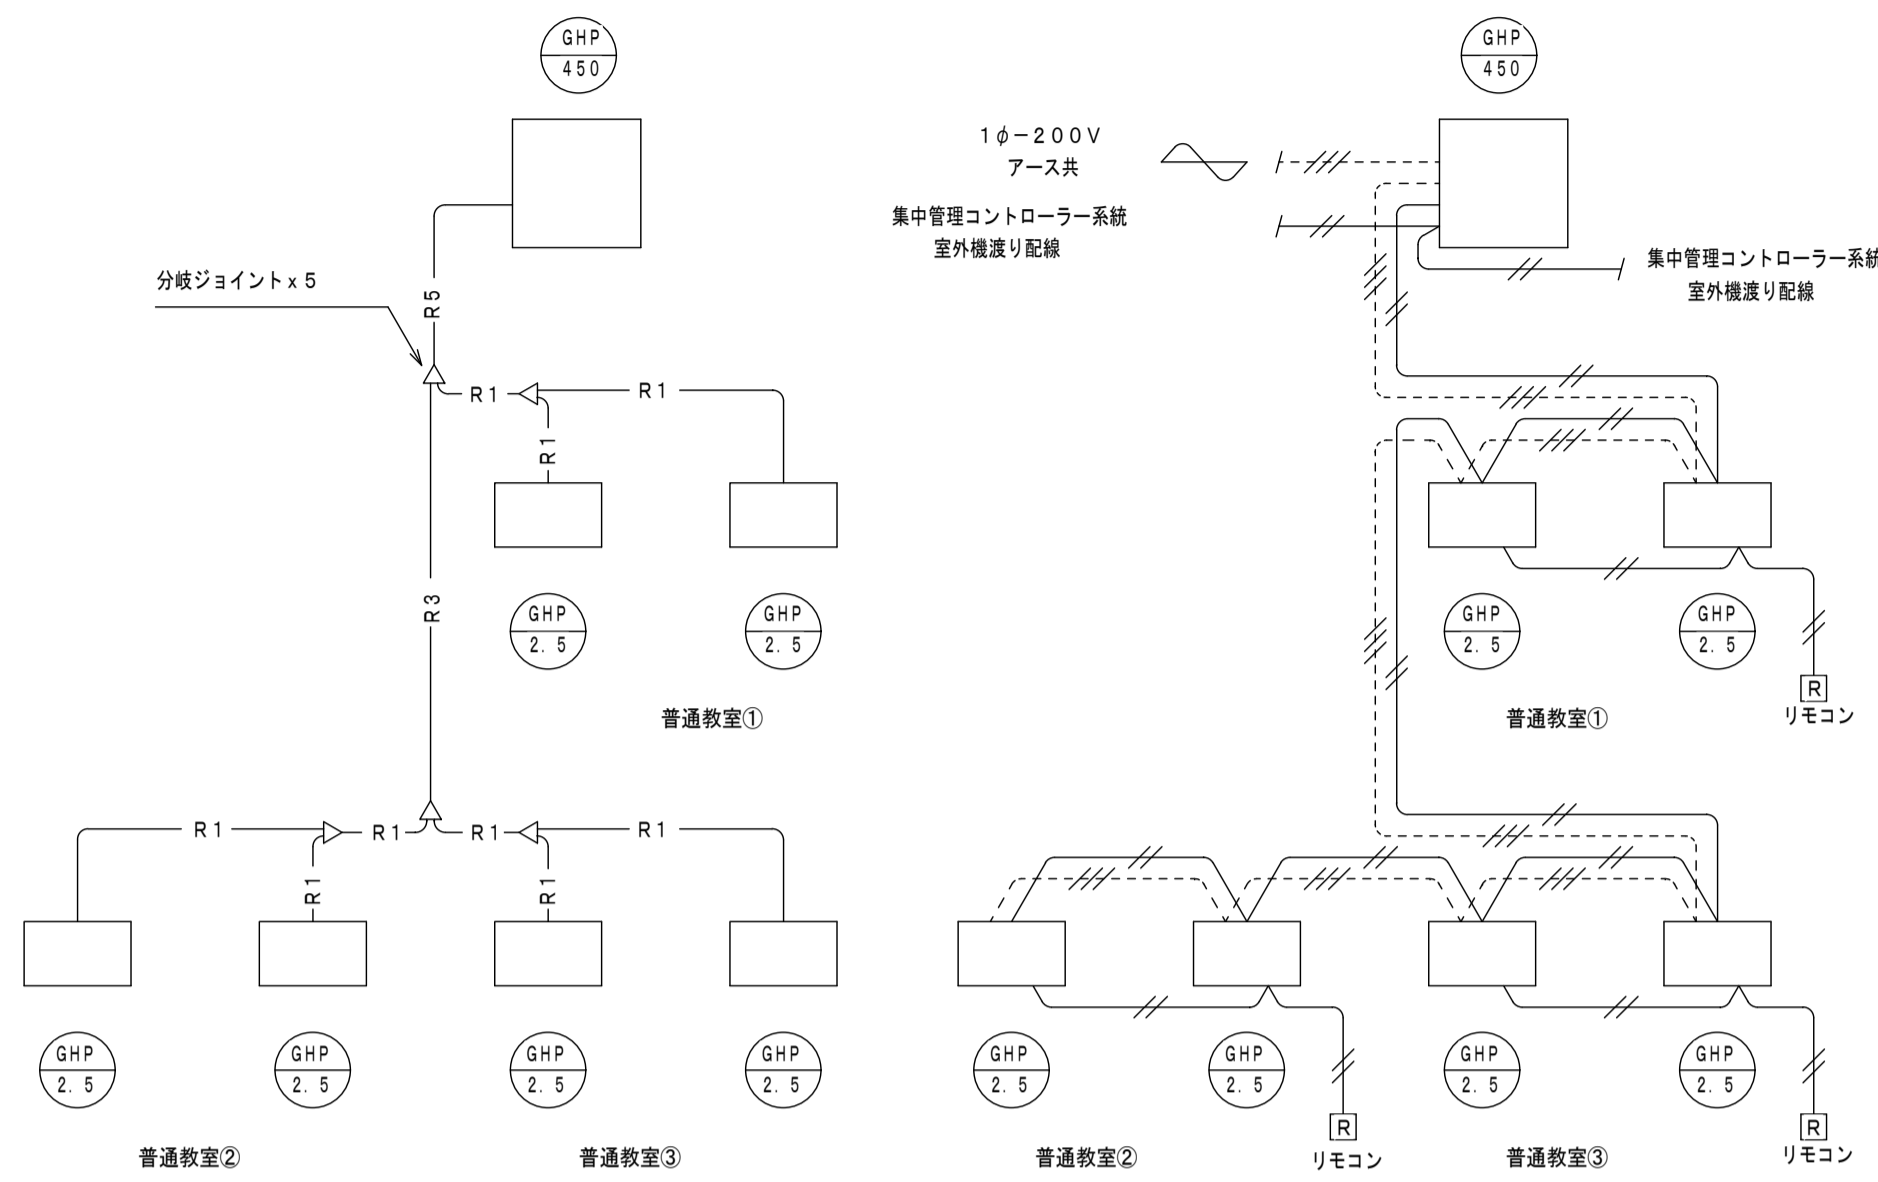 GHP
450
分岐ジョイントx5
R5
R1
R1
R1
R3
GHP
2.5
GHP
2.5
普通教室①
R1
R1
R1
R1
R1
R1
GHP
2.5
GHP
2.5
GHP
2.5
GHP
2.5
普通教室②
普通教室③
GHP
450
1φ−200V
アース共
集中管理コントローラー系統
室外機渡り配線
集中管理コントローラー系統
室外機渡り配線
GHP
2.5
GHP
2.5
R
リモコン
普通教室①
GHP
2.5
GHP
2.5
GHP
2.5
GHP
2.5
R
リモコン
R
リモコン
普通教室②
普通教室③